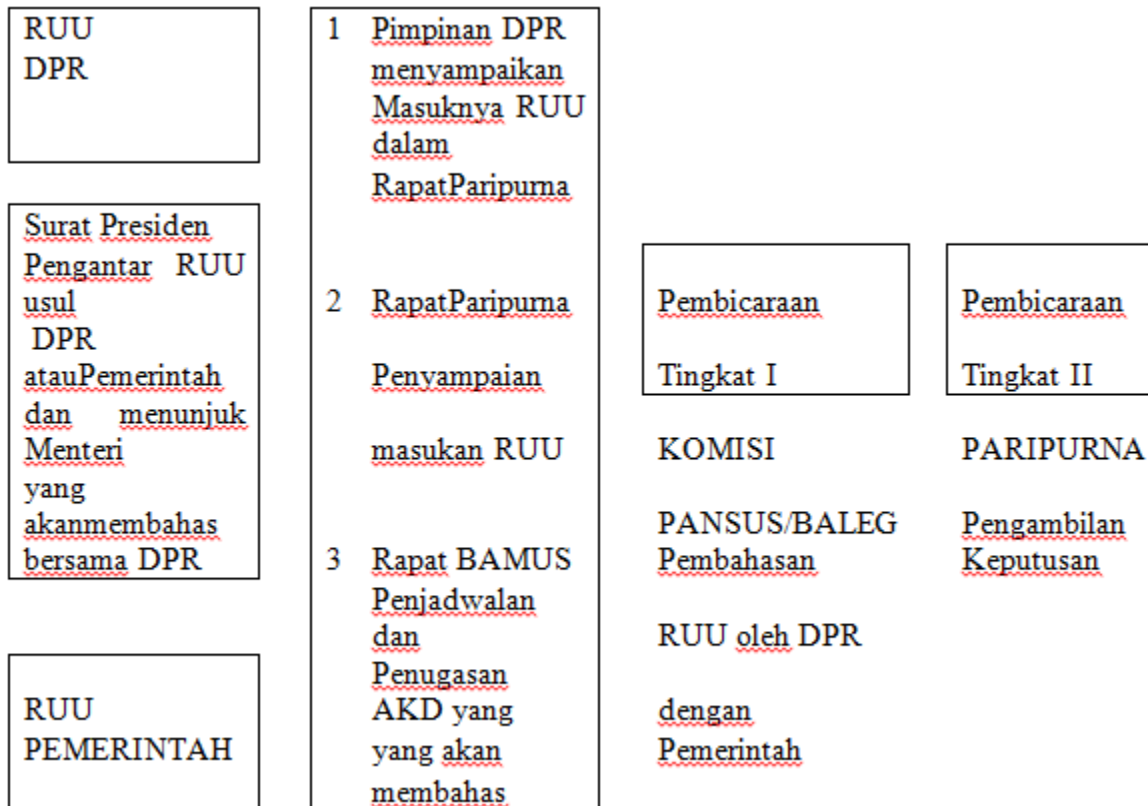 RUU
DPR
Surat Presiden
Pengantar RUU
usul
DPR
atauPemerintah
dan menunjuk
Menteri
yang
akanmembahas
bersama DPR
RUU
PEMERINTAH
1 Pimpinan DPR
menyampaikan
Masuknya RUU
dalam
RapatParipurna
2 RapatParipurna
Penyampaian
masukan RUU
3 Rapat BAMUS
Penjadwalan
dan
Penugasan
AKD yang
yang akan
membahas
Pembicaraan
Tingkat I
KOMISI
PANSUS/BALEG
Pembahasan
RUU oleh DPR
dengan
Pemerintah
Pembicaraan
Tingkat II
PARIPURNA
Pengambilan
Keputusan